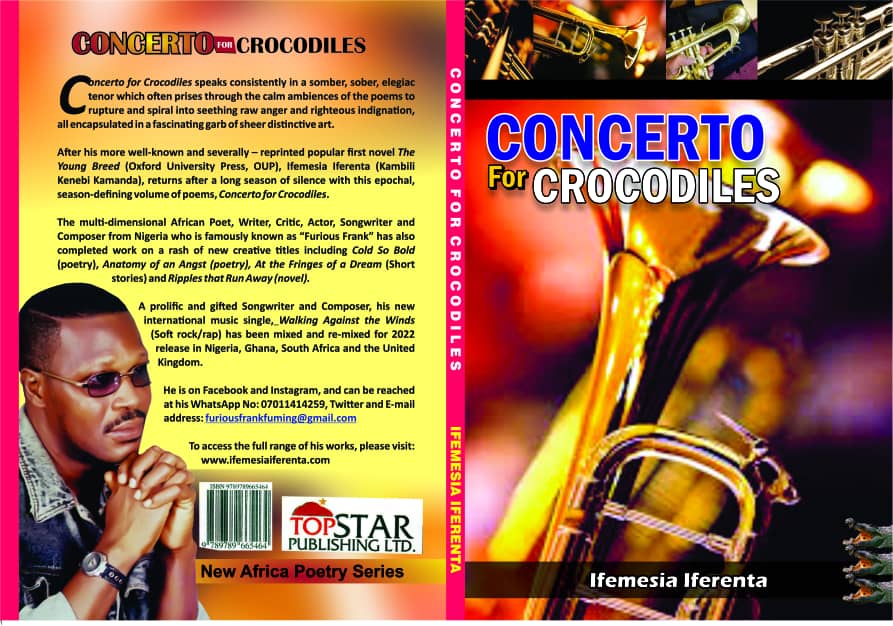 CONCERTO FOR CROCODILES
Concerto for Crocodiles speaks consistently in a somber, sober, elegiac
tenor which often prises through the calm ambiences of the poems to
rupture and spiral into seething raw anger and righteous indignation,
all encapsulated in a fascinating garb of sheer distinctive art.
After his more well-known and severally – reprinted popular first novel The
Young Breed (Oxford University Press, OUP), Ifemesia Iferenta (Kambili
Kenebi Kamanda), returns after a long season of silence with this epochal,
season-defining volume of poems, Concerto for Crocodiles.
The multi-dimensional African Poet, Writer, Critic, Actor, Songwriter and
Composer from Nigeria who is famously known as “Furious Frank” has also
completed work on a rash of new creative titles including Cold So Bold
(poetry), Anatomy of an Angst (poetry), At the Fringes of a Dream (Short
stories) and Ripples that Run Away (novel).
A prolific and gifted Songwriter and Composer, his new
international music single,_Walking Against the Winds
(Soft rock/rap) has been mixed and re-mixed for 2022
release in Nigeria, Ghana, South Africa and the United
Kingdom.
He is on Facebook and Instagram, and can be reached
at his WhatsApp No: 07011414259, Twitter and E-mail
address: furiousfrankfuming@gmail.com
To access the full range of his works, please visit:
www.ifemesiaiferenta.com
ISBN 9789789665464
9 789789 665464
TOPSTAR
PUBLISHING LTD.
New Africa Poetry Series
CONCERTO FOR CROCODILES
IFEMESIA IFERENTA
CONCERTO
For CROCODILES
Ifemesia Iferenta